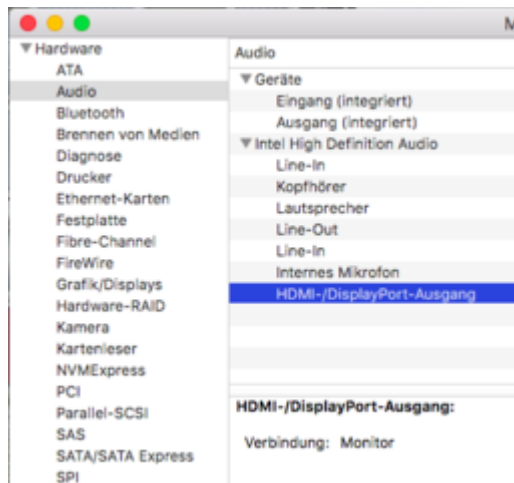 M
Hardware
ATA
Audio
Bluetooth
Brennen von Medien
Diagnose
Drucker
Ethernet-Karten
Festplatte
Fibre-Channel
FireWire
Grafik/Displays
Hardware-RAID
Kamera
Kartenleser
NVMExpress
PCI
Parallel-SCSI
SAS
SATA/SATA Express
SPI
Audio
Geräte
Eingang (integriert)
Ausgang (integriert)
Intel High Definition Audio
Line-In
Kopfhörer
Lautsprecher
Line-Out
Line-In
Internes Mikrofon
HDMI-/DisplayPort-Ausgang
HDMI-/DisplayPort-Ausgang:
Verbindung: Monitor